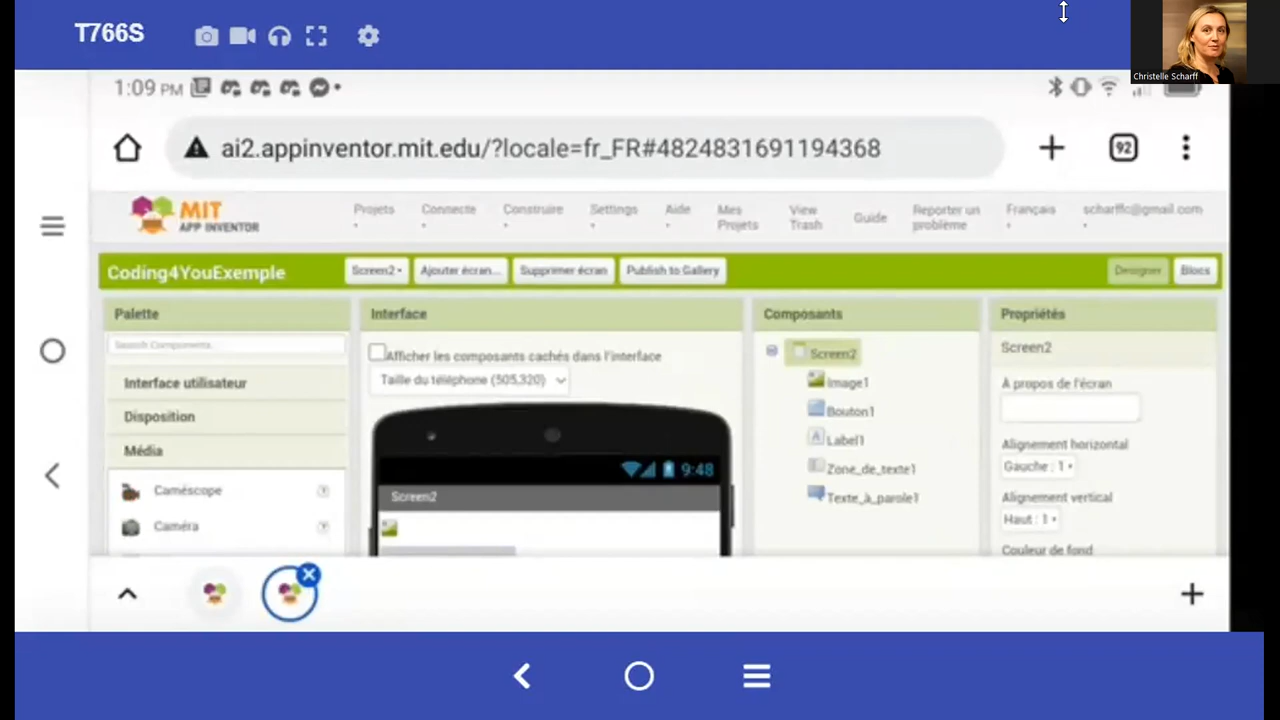 T766S
Christelle Scharff
1:09 PM
ai2.appinventor.mit.edu/?locale=fr_FR#4824831691194368
92
MIT
APP INVENTOR
Projets
Connecte
Construire
Settings
Aide
Mes
Projets
View
Trash
Guide
Reporter un
problème
Français
scharffc@gmail.com
Coding4YouExemple
Screen2
Ajouter écran...
Supprimer écran
Publish to Gallery
Designer
Blocs
Palette
Interface
Composants
Propriétés
Search Components...
Interface utilisateur
Disposition
Média
Caméscope
?
Caméra
?
Afficher les composants cachés dans l'interface
Taille du téléphone (505,320)
9:48
Screen2
Screen2
Image1
Bouton1
A
Label1
Zone_de_texte1
Texte_à_parole1
Screen2
À propos de l'écran
Alignement horizontal
Gauche : 1
Alignement vertical
Haut : 1
Couleur de fond